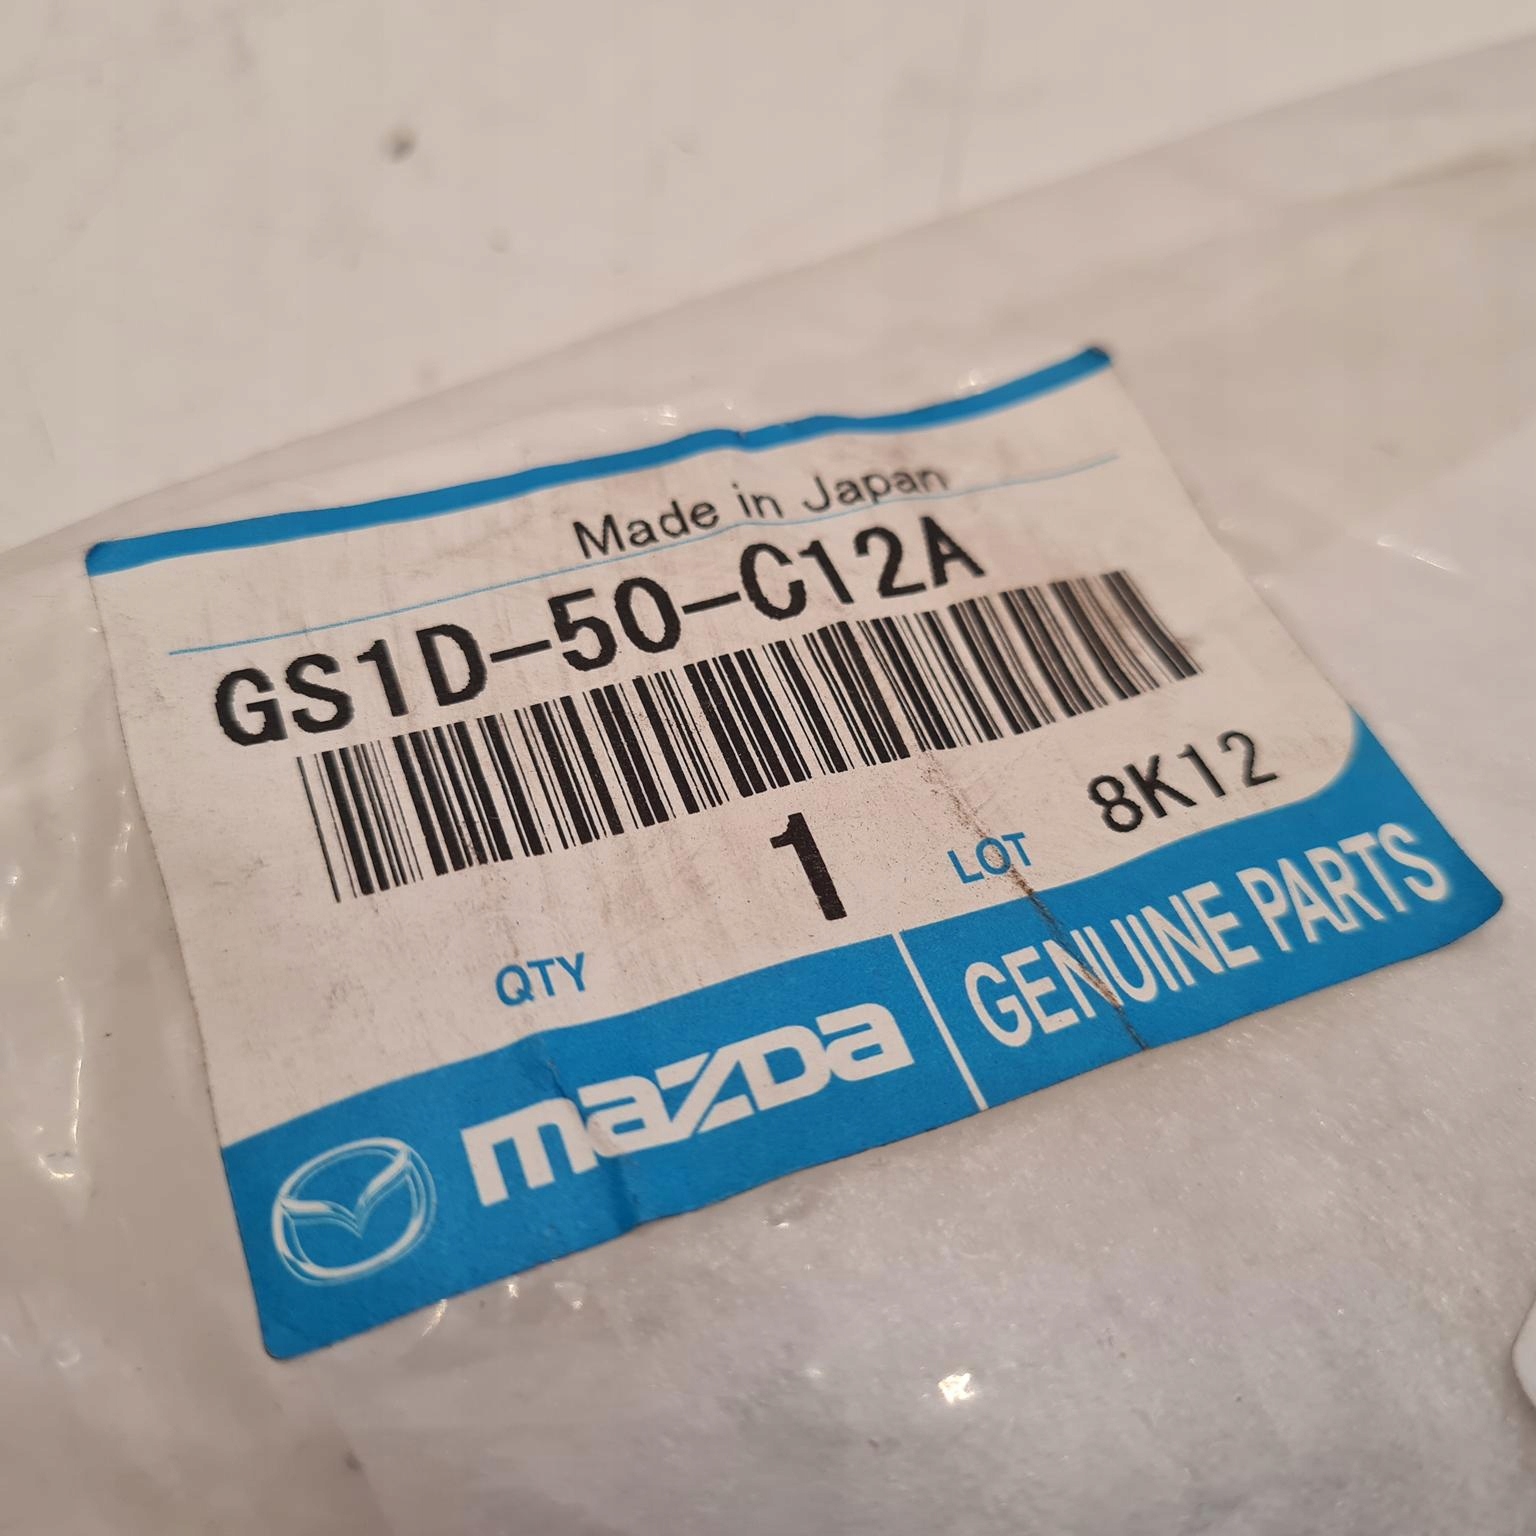 Made in Japan
GS1D-50-C12A
1
8K12
QTY
LOT
mazda
GENUINE PARTS